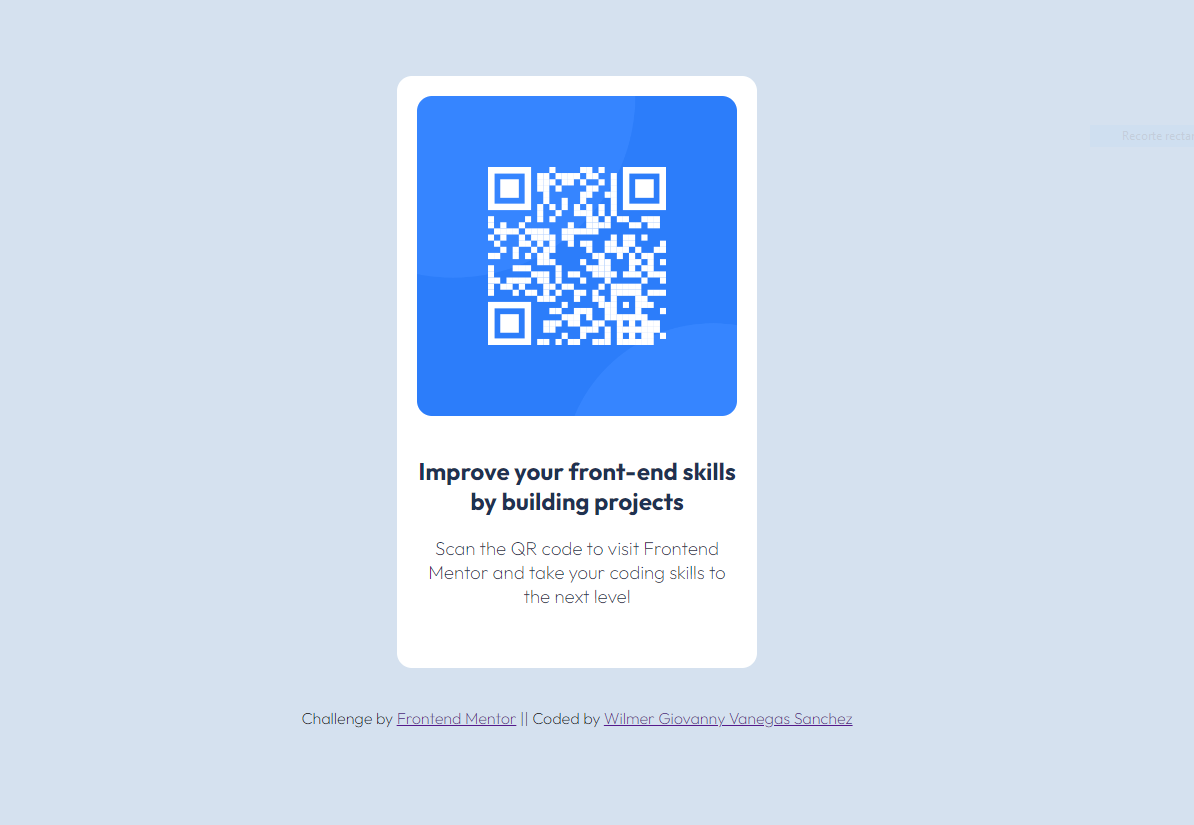 Recorte rectan
Improve your front-end skills
by building projects
Scan the QR code to visit Frontend
Mentor and take your coding skills to
the next level
Challenge by Frontend Mentor || Coded by Wilmer Giovanny Vanegas Sanchez